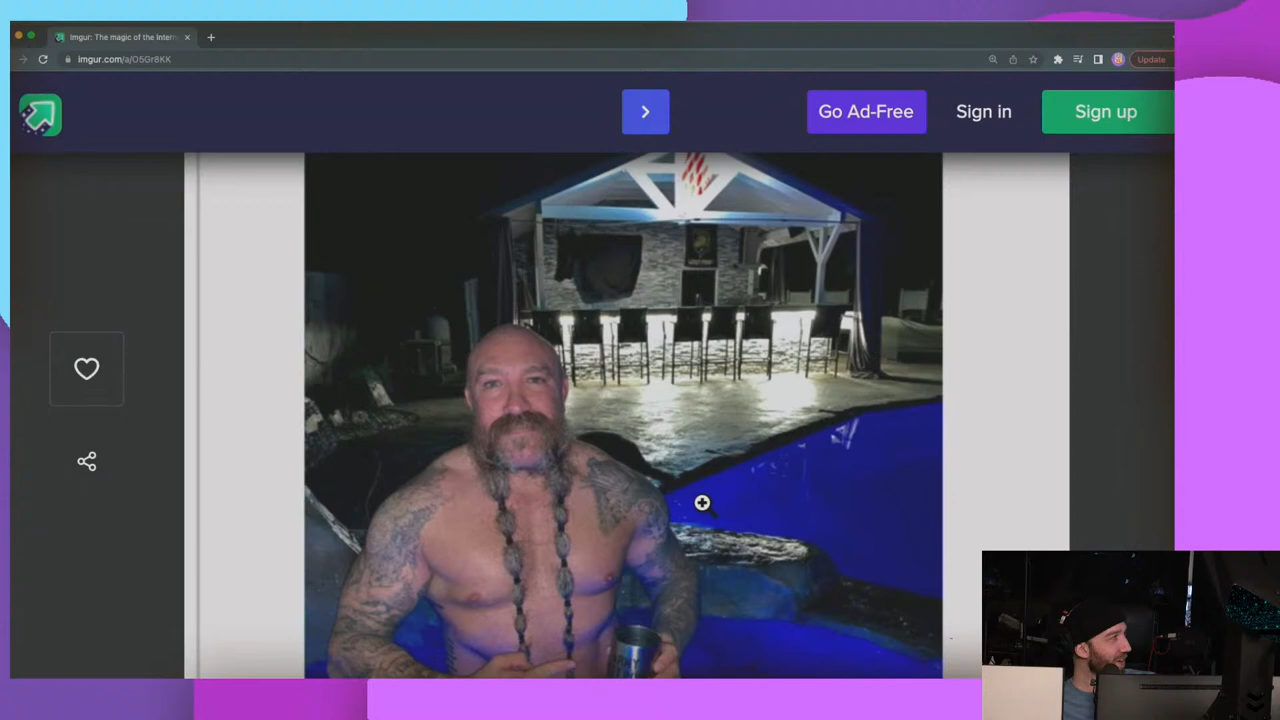 Imgur: The magic of the Intern
imgur.com/a/O5Gr8KK
Update
Go Ad-Free
Sign in
Sign up